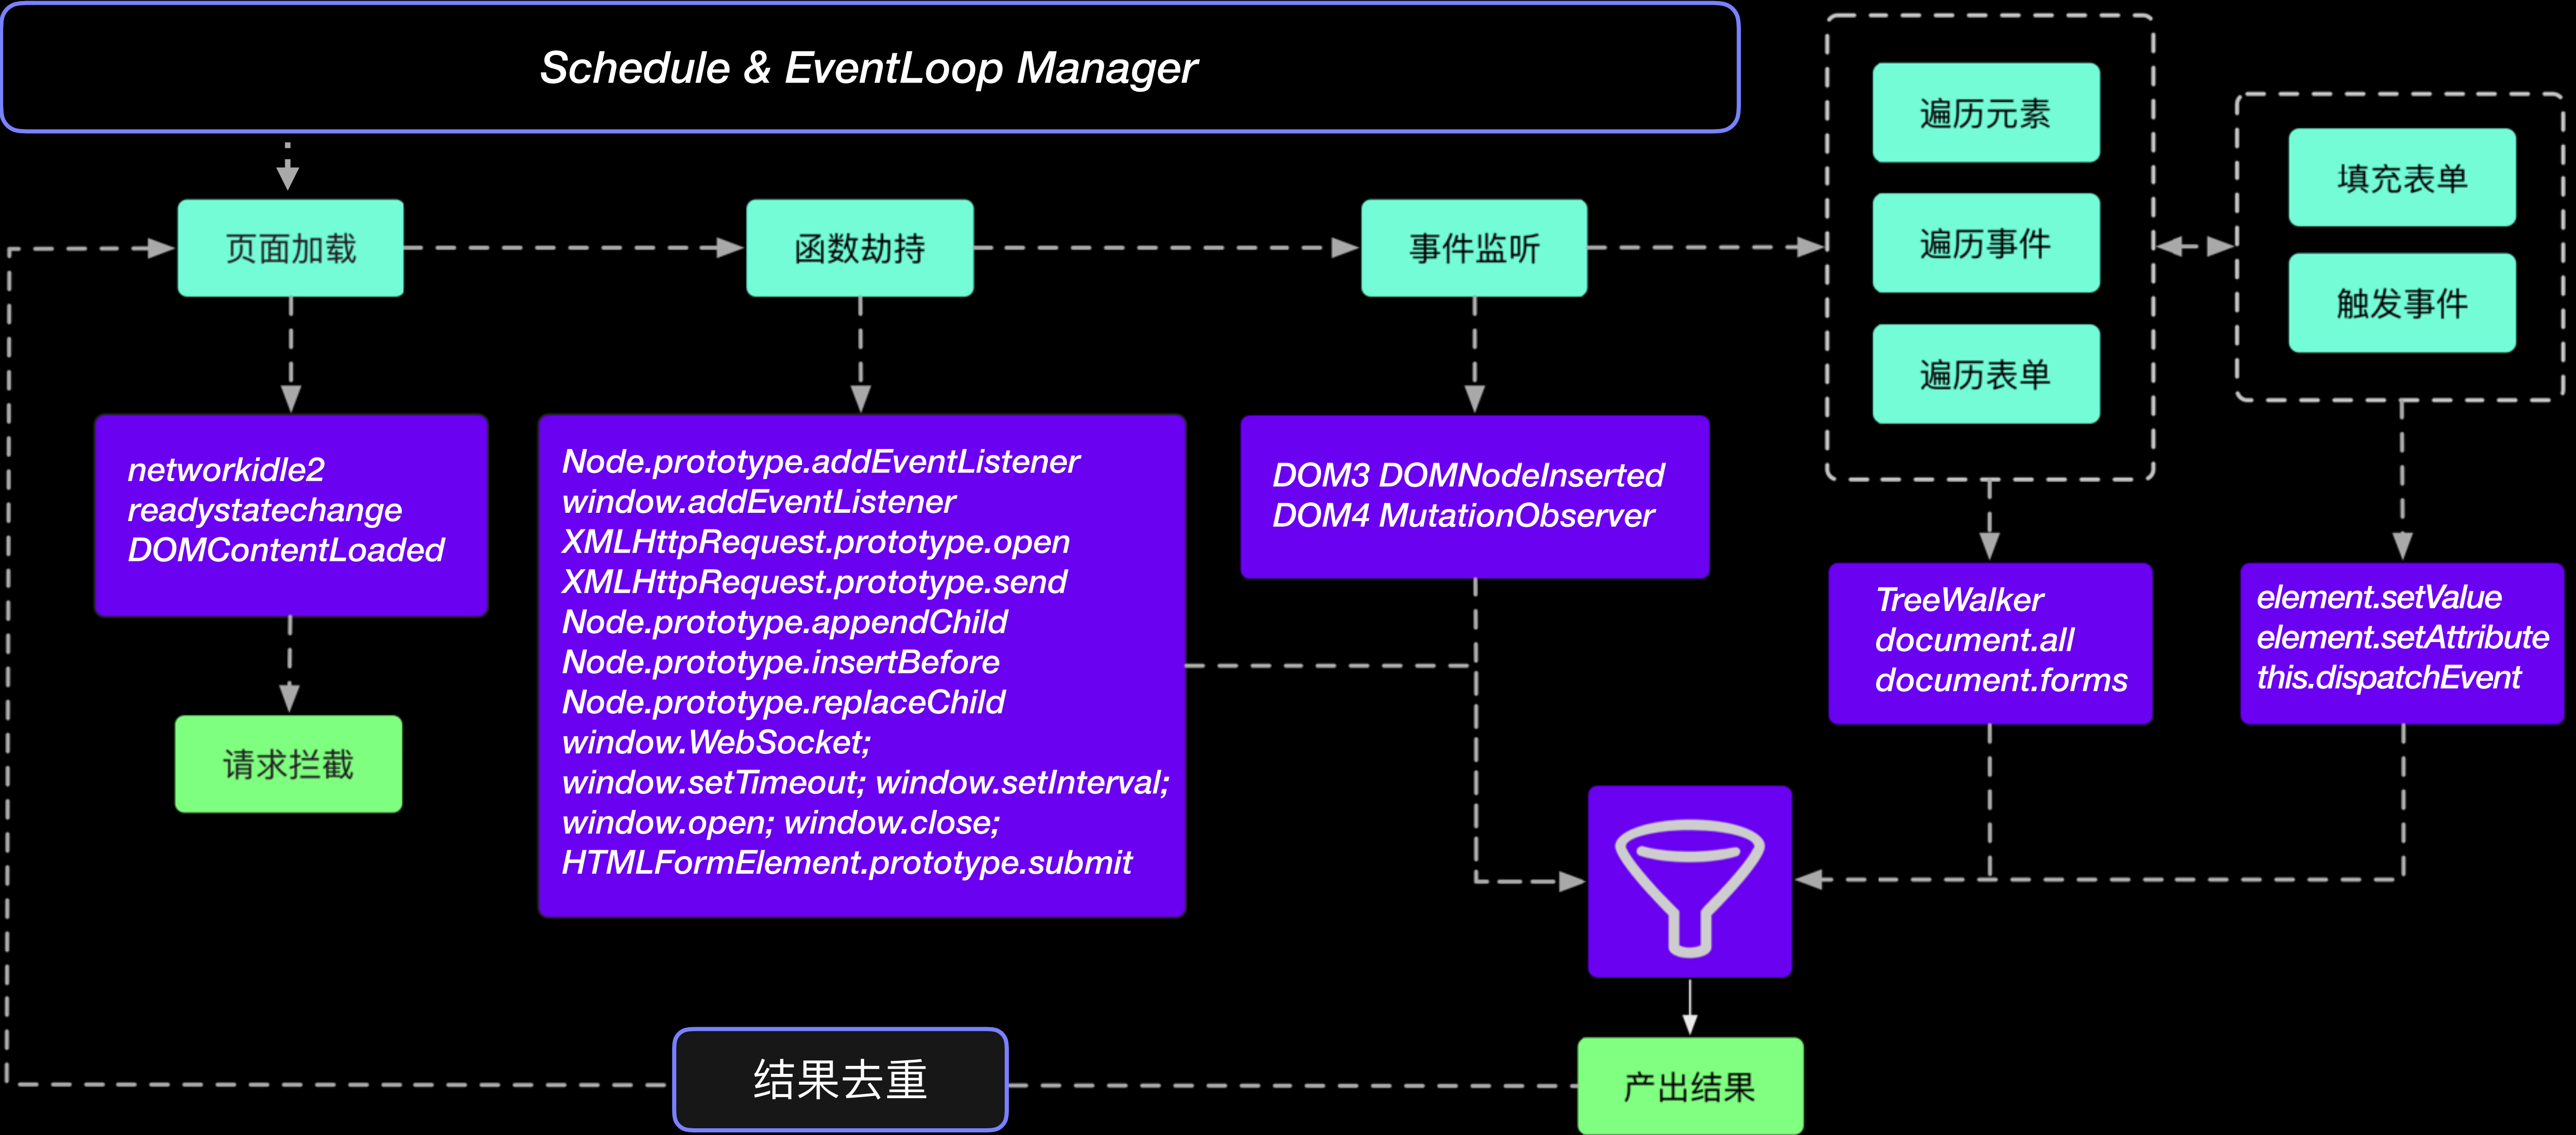 Schedule & EventLoop Manager
页面加载
函数劫持
事件监听
遍历元素
遍历事件
遍历表单
填充表单
触发事件
networkidle2
readystatechange
DOMContentLoaded
请求拦截
Node.prototype.addEventListener
window.addEventListener
XMLHttpRequest.prototype.open
XMLHttpRequest.prototype.send
Node.prototype.appendChild
Node.prototype.insertBefore
Node.prototype.replaceChild
window.WebSocket;
window.setTimeout; window.setInterval;
window.open; window.close;
HTMLFormElement.prototype.submit
DOM3 DOMNodeInserted
DOM4 MutationObserver
TreeWalker
document.all
document.forms
element.setValue
element.setAttribute
this.dispatchEvent
结果去重
产出结果